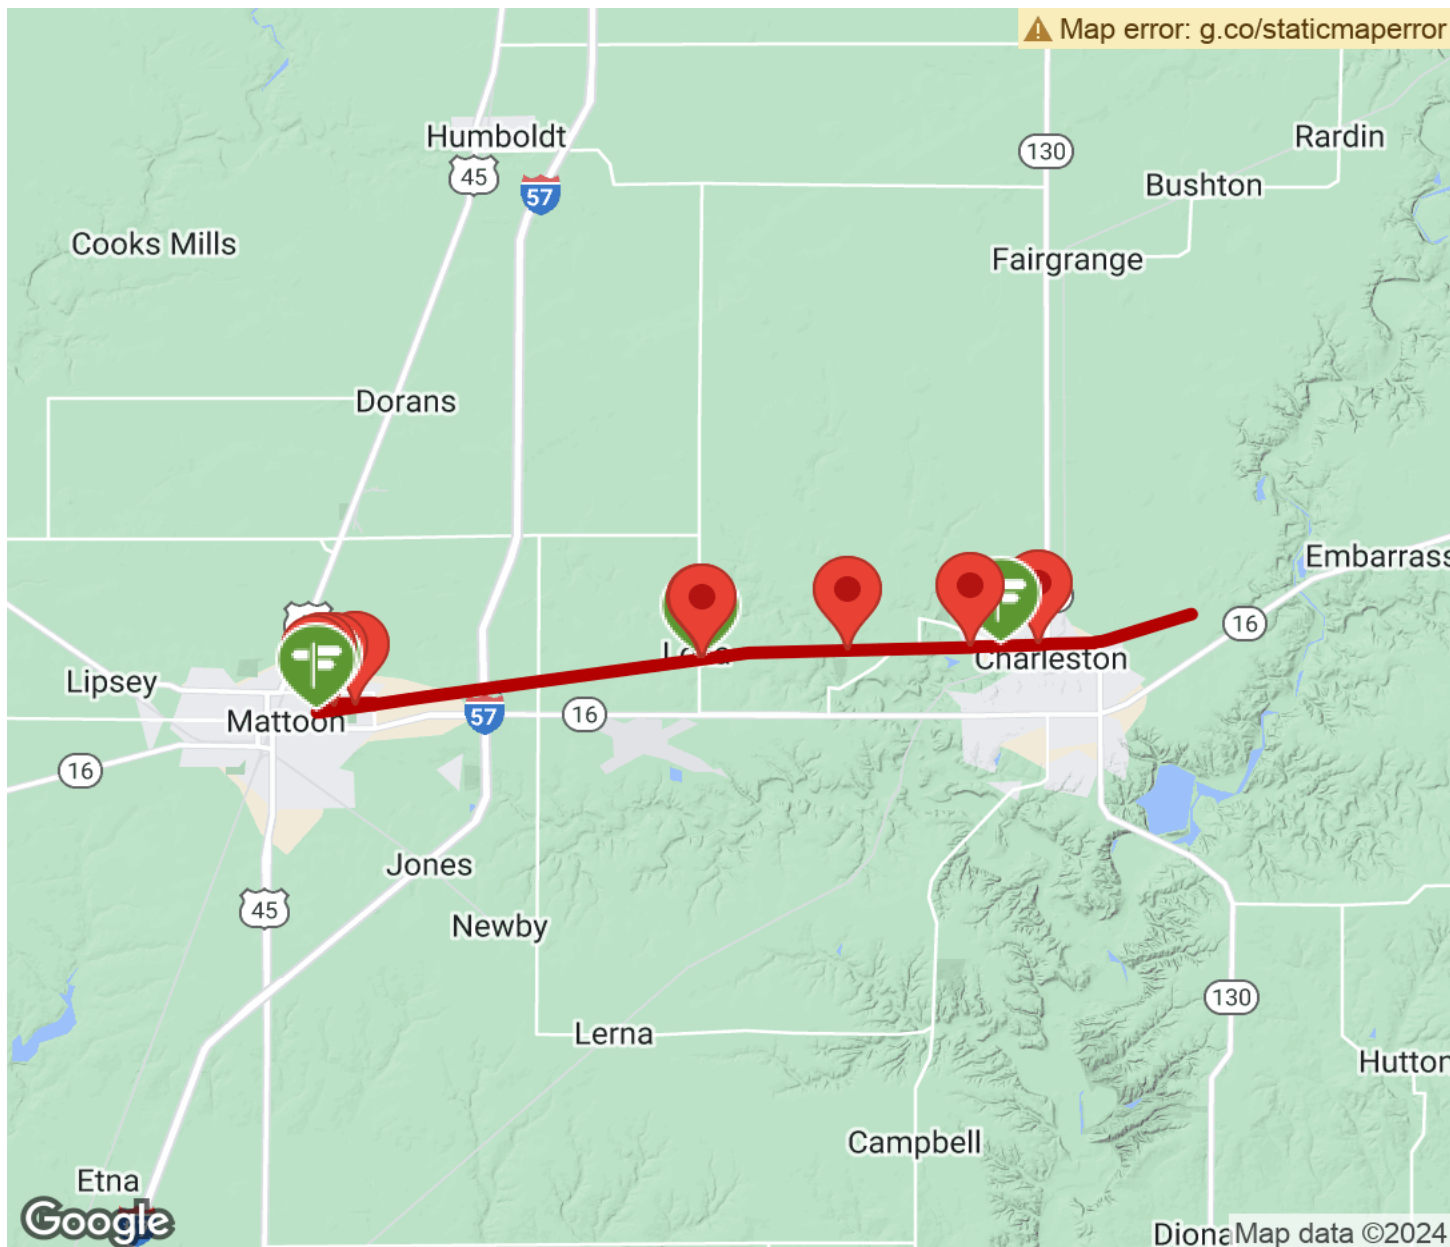 Map error: g.co/staticmaperror
Humboldt
45
57
130
Rardin
Bushton
Cooks Mills
Fairgrange
Dorans
Embarrass
16
Lipsey
Mattoon
Charleston
57
16
16
Jones
45
Newby
130
Lerna
Hutton
Campbell
Etna
Google
Diona
Map data ©2024